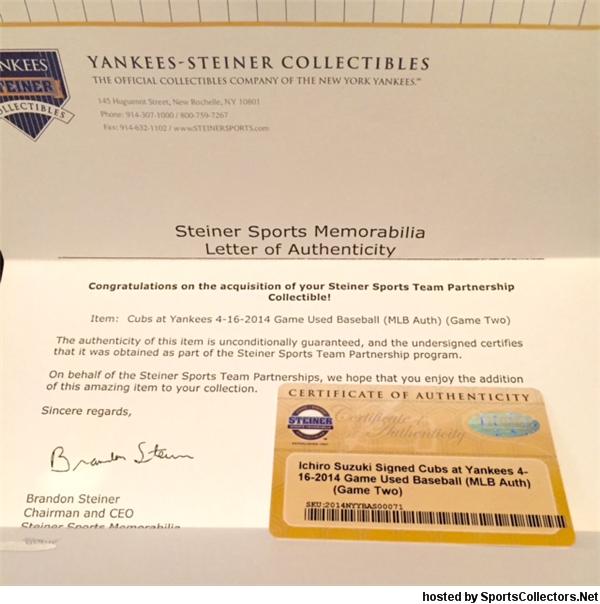 NKEES
EINER
OLLECTIBLES
YANKEES-STEINER COLLECTIBLES
THE OFFICIAL COLLECTIBLES COMPANY OF THE NEW YORK YANKEES.℠
145 Huguenot Street, New Rochelle, NY 10801
Phone: 914-307-1000 / 800-759-7267
Fax: 914-632-1102 / www.STEINERSPORTS.com
Steiner Sports Memorabilia
Letter of Authenticity
Congratulations on the acquisition of your Steiner Sports Team Partnership
Collectible!
Item: Cubs at Yankees 4-16-2014 Game Used Baseball (MLB Auth) (Game Two)
The authenticity of this item is unconditionally guaranteed, and the undersigned certifies
that it was obtained as part of the Steiner Sports Team Partnership program.
On behalf of the Steiner Sports Team Partnerships, we hope that you enjoy the addition
of this amazing item to your collection.
Sincere regards,
Brandon Steiner
Brandon Steiner
Chairman and CEO
Steiner Sports Memorabilia
CERTIFICATE OF AUTHENTICITY
STEINER
Certificate of
Authenticity
Ichiro Suzuki Signed Cubs at Yankees 4-
16-2014 Game Used Baseball (MLB Auth)
(Game Two)
SKU:2014NYYBAS00071
hosted by SportsCollectors.Net